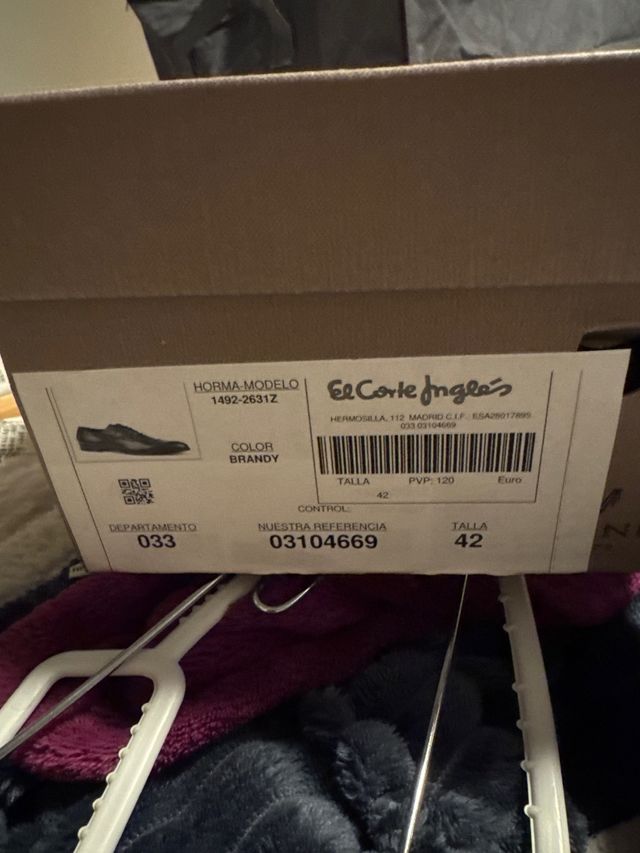 HORMA-MODELO
1492-2631Z
COLOR
BRANDY
El Corte Inglés
HERMOSILLA, 112 MADRID C.I.F. ESA28017895
033 03104669
TALLA PVP: 120 Euro
42
CONTROL:
DEPARTAMENTO
033
NUESTRA REFERENCIA
03104669
TALLA
42